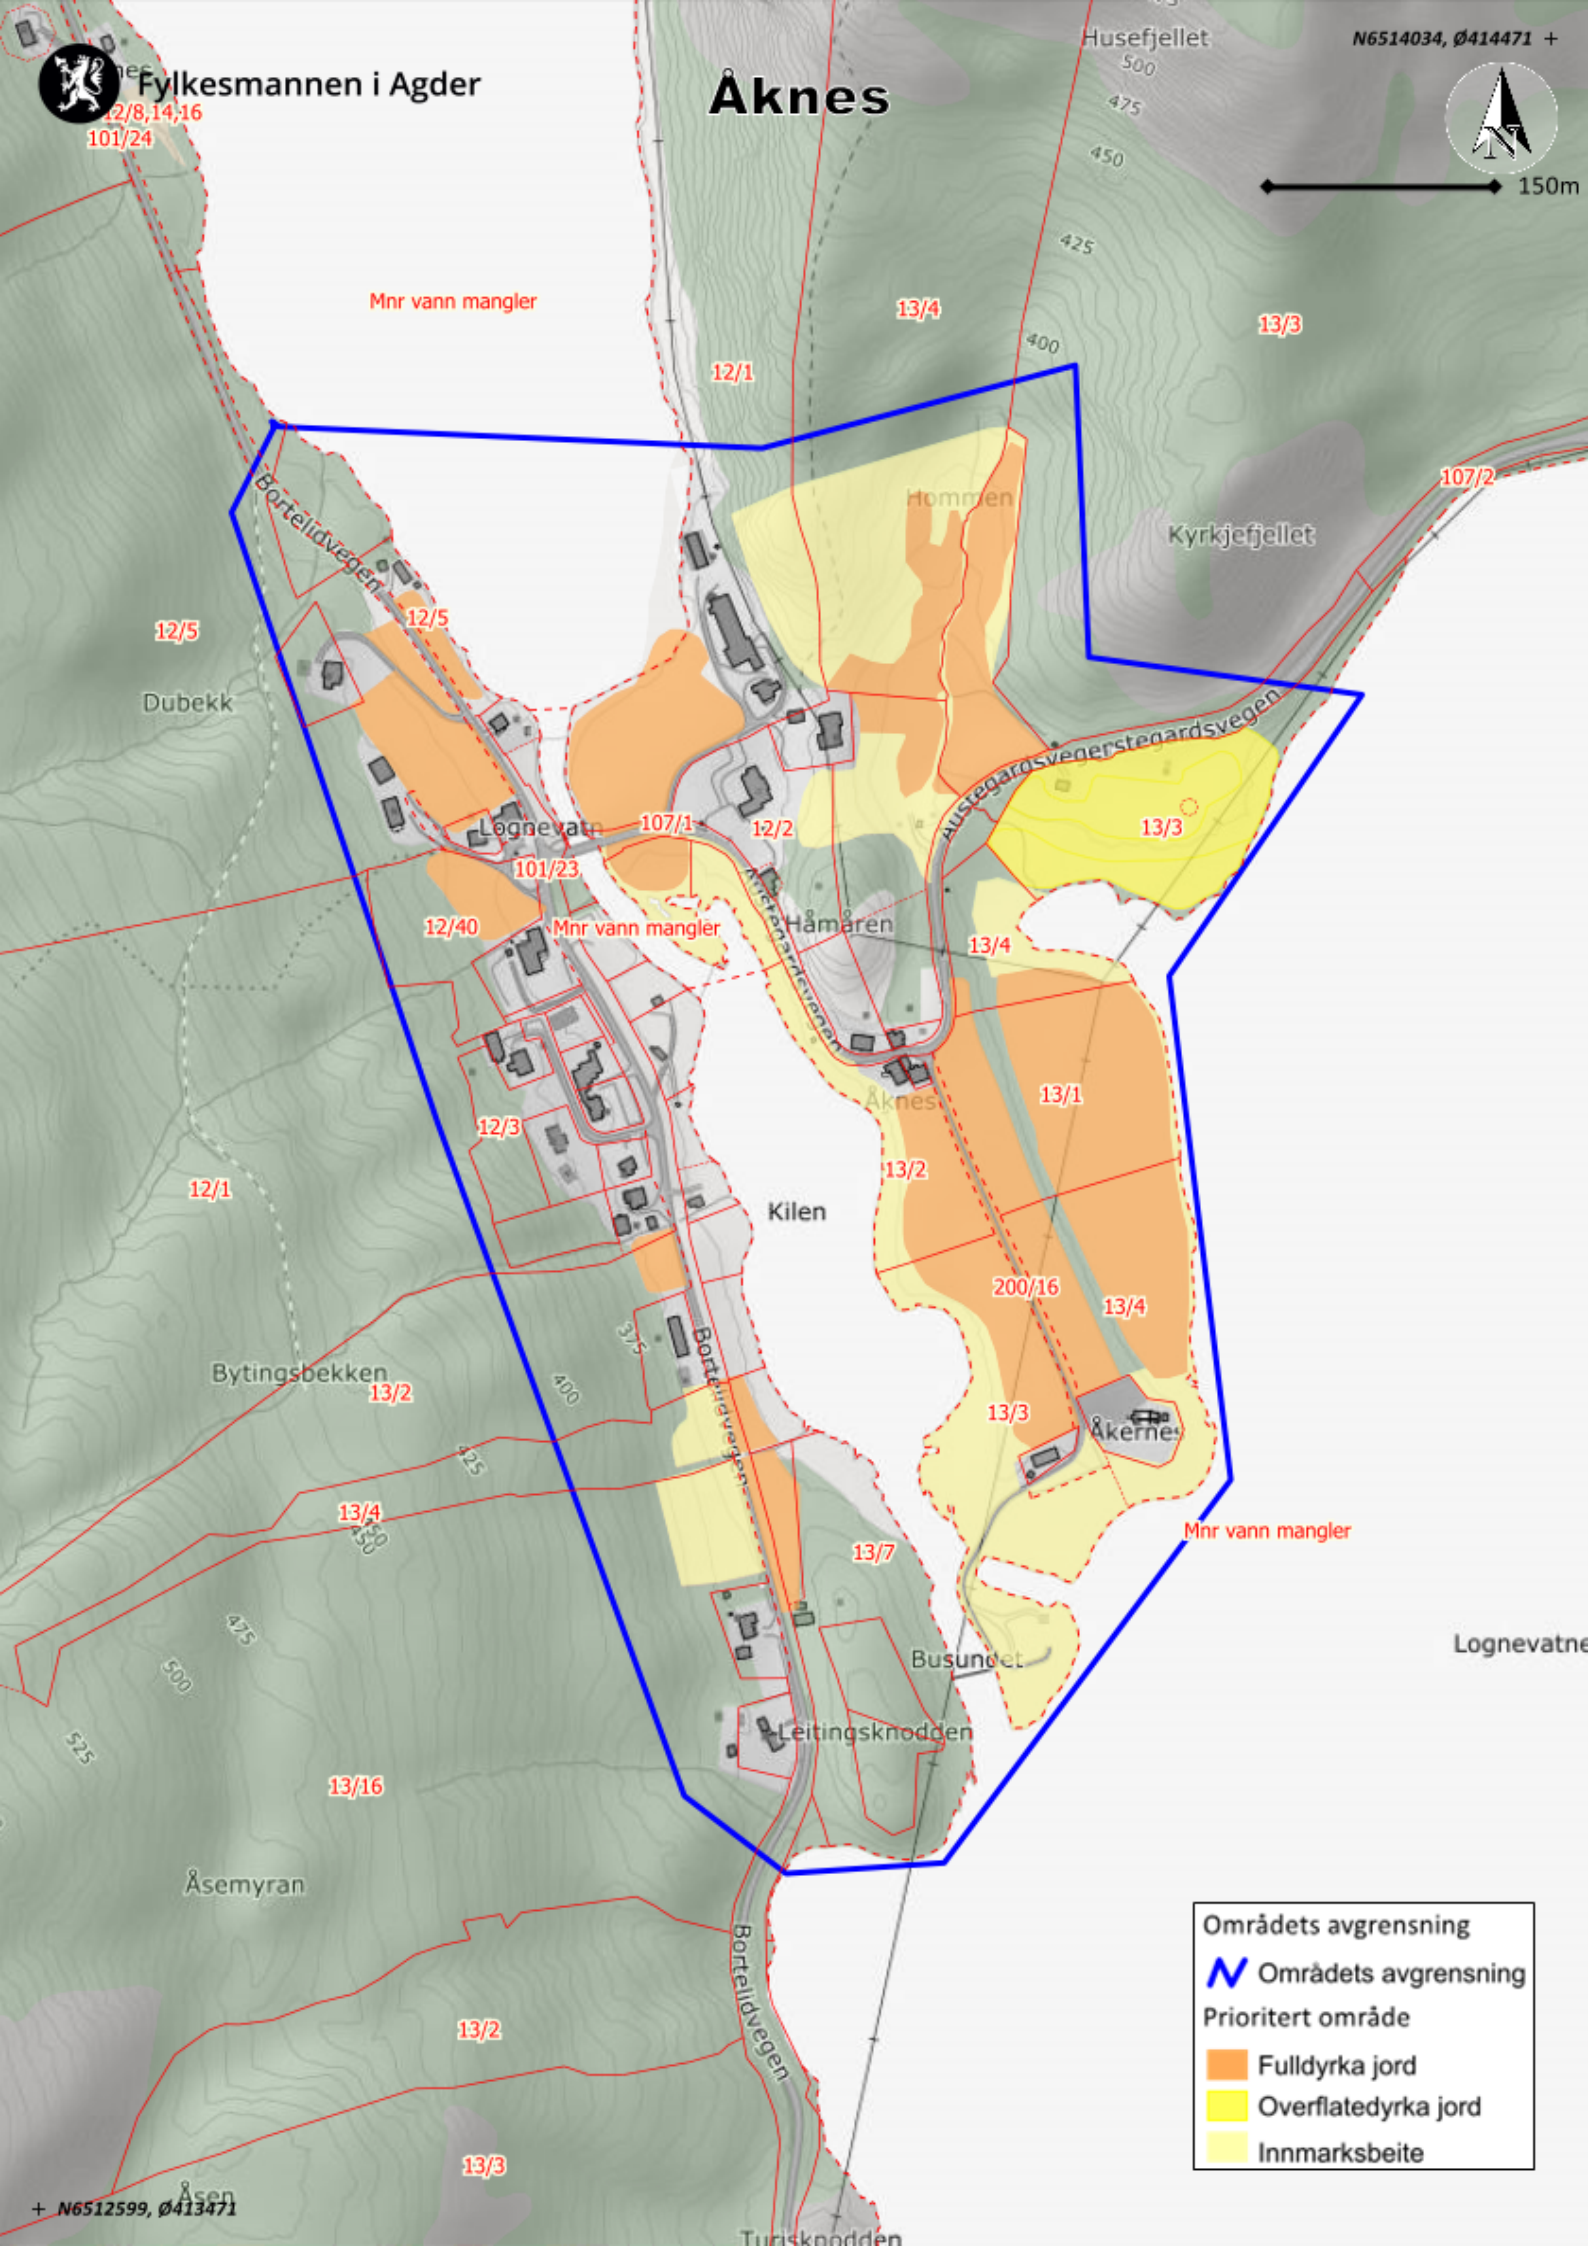 Husefjellet
N6514034, Ø414471 +
500
Fylkesmannen i Agder
Åknes
475
12/8,14,16
101/24
450
N
150m
425
Mnr vann mangler
13/4
13/3
400
12/1
Bortelidvegen
107/2
Hommen
Kyrkjefjellet
12/5
12/5
Dubekk
Austegardsvegen
Lognevatn
107/1
12/2
13/3
101/23
12/40
Mnr vann mangler
Håmåren
13/4
Austegardsvegen
13/1
Åknes
12/3
13/2
12/1
Kilen
200/16
13/4
375
Bytingsbekken
13/2
400
Bortelidvegen
13/3
Åkernes
425
13/4
450
450
Mnr vann mangler
13/7
475
Lognevatne
Busundet
500
Leitingsknodden
525
13/16
Åsemyran
Områdets avgrensning
Områdets avgrensning
Prioritert område
Fulldyrka jord
Overflatedyrka jord
Innmarksbeite
Bortelidvegen
13/2
13/3
Åsen
+ N6512599, Ø413471
Turisknodden